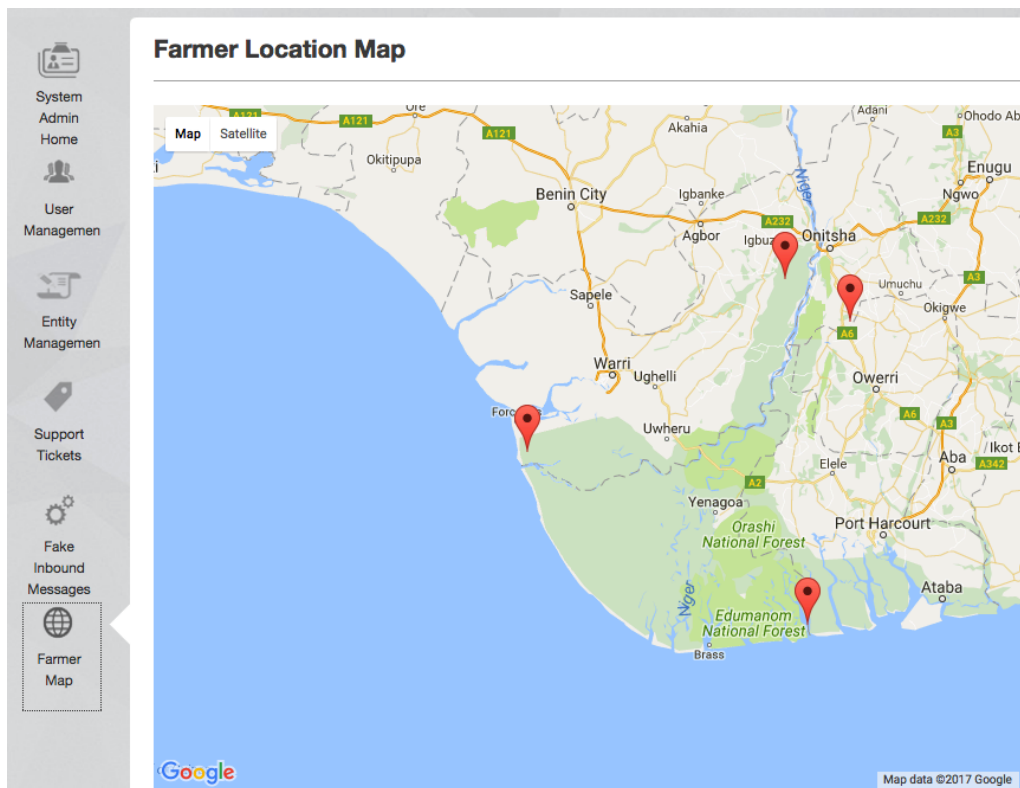 System
Admin
Home
User
Managemen
Entity
Managemen
Support
Tickets
Fake
Inbound
Messages
Farmer
Map
Farmer Location Map
Map Satellite
Ore
A121
A121
A121
Okitipupa
Akahia
Adani
Ohodo Ab
A3
Enugu
Ngwo
Benin City
Igbanke
Niger
A232
A232
Agbor
Igbuz
Onitsha
A3
Umuchu
Okigwe
Sapele
A6
Warri
Ughelli
Owerri
A6
A3
Uwheru
Ikot E
Aba
A342
Elele
A2
Yenagoa
Port Harcourt
Orashi
National Forest
Ataba
Niger
Edumanom
National Forest
Brass
Google
Map data ©2017 Google